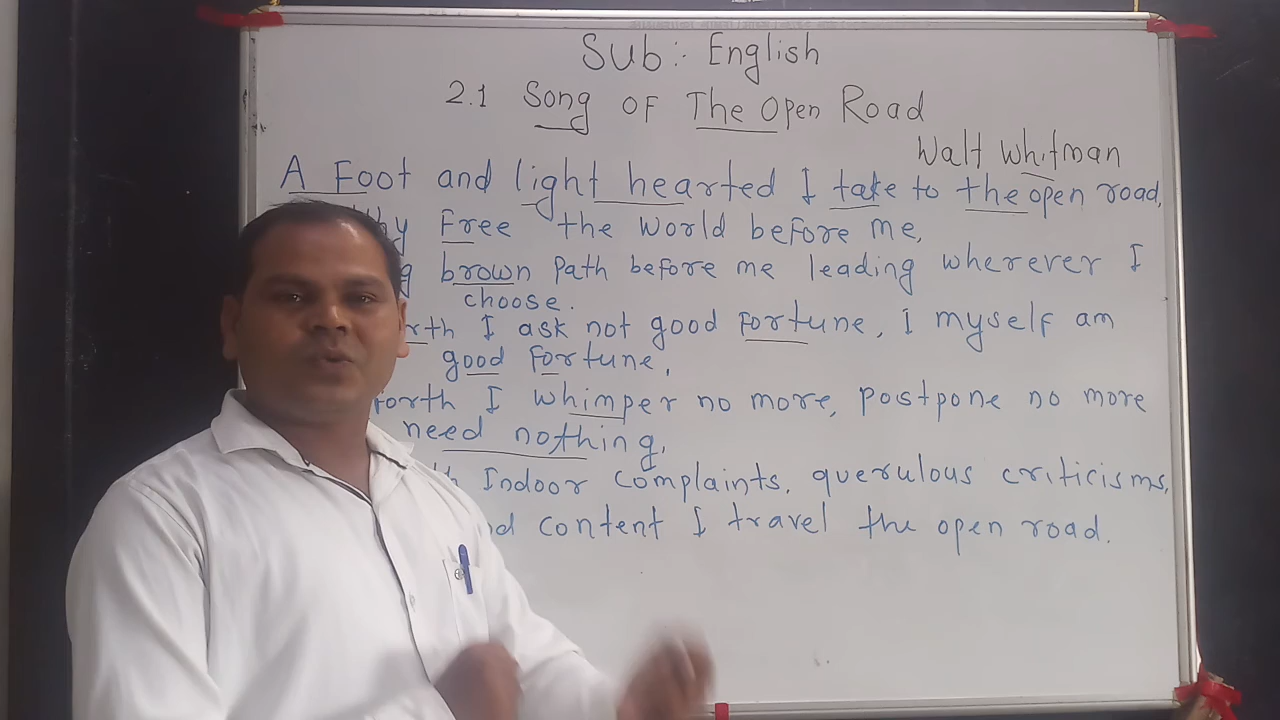 Sub:- English
2.1 Song OF The Open Road
Walt Whitman
A Foot and light hearted I take to the open road,
Free the world before me,
brown Path before me leading wherever I
choose.
I ask not good Fortune, I myself am
good Fortune,
I whimper no more, postpone no more
need nothing,
Indoor complaints, querulous criticisms,
content I travel the open road.